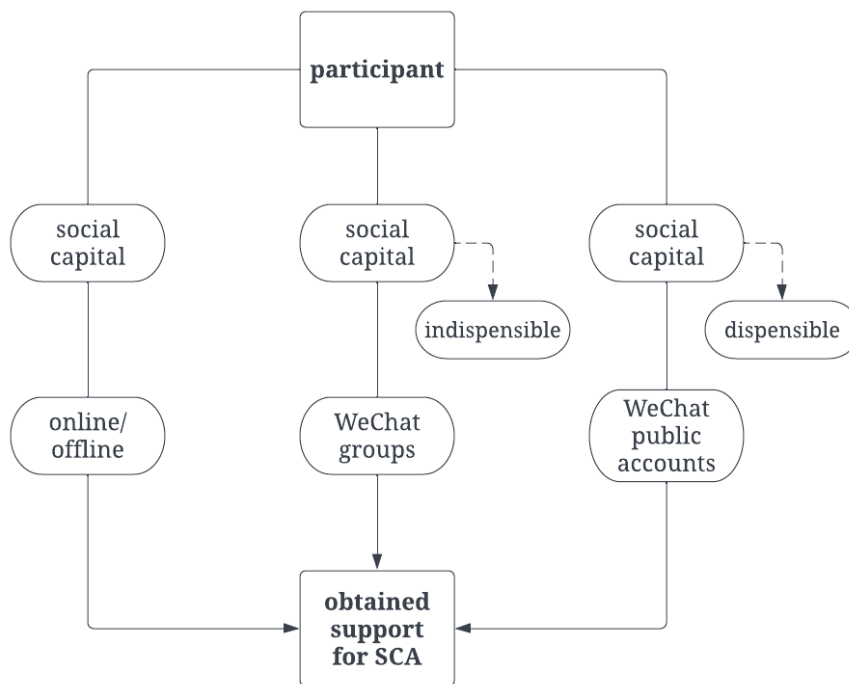 participant
social
capital
social
capital
social
capital
indispensible
dispensible
online/
offline
WeChat
groups
WeChat
public
accounts
obtained
support
for SCA